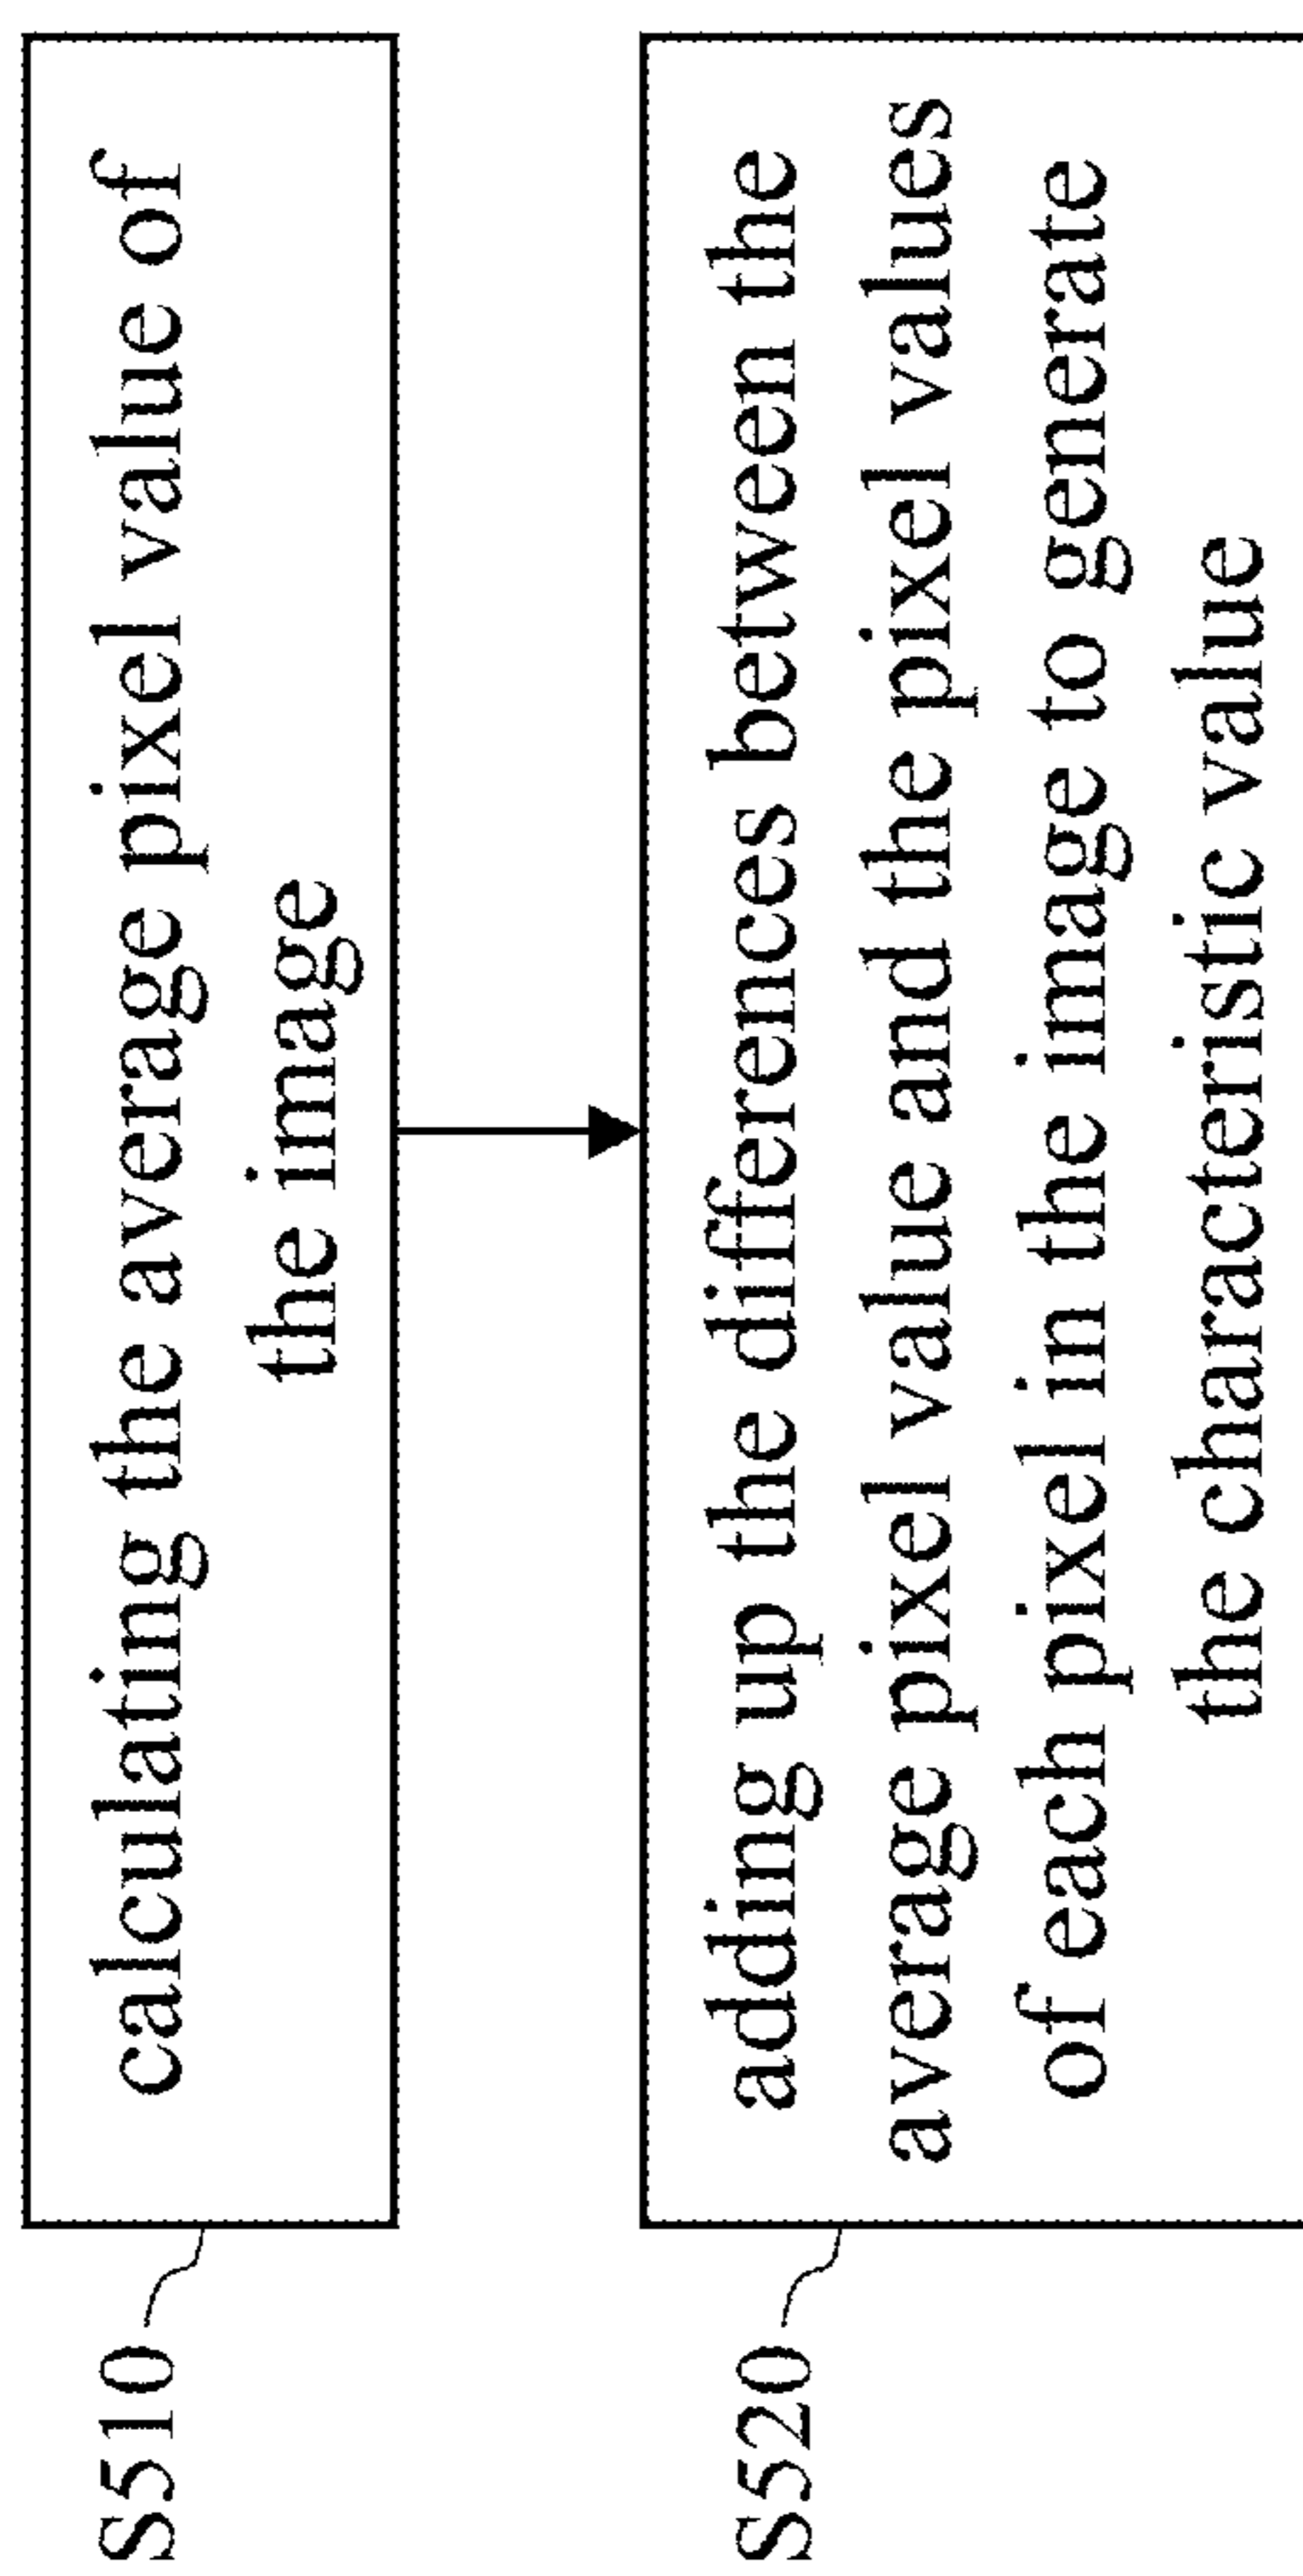 S510
calculating the average pixel value of
the image
S520
adding up the differences between the
average pixel value and the pixel values
of each pixel in the image to generate
the characteristic value